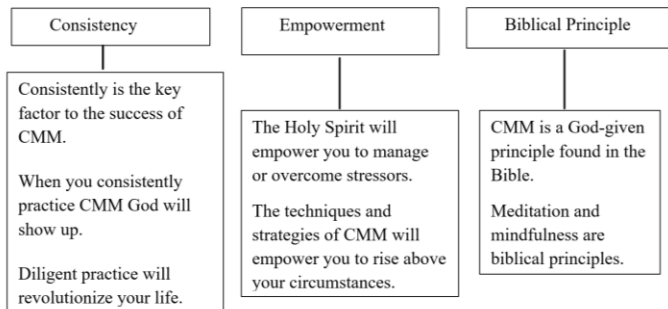 Consistency
Consistently is the key
factor to the success of
CMM.
When you consistently
practice CMM God will
show up.
Diligent practice will
revolutionize your life.
Empowerment
The Holy Spirit will
empower you to manage
or overcome stressors.
The techniques and
strategies of CMM will
empower you to rise above
your circumstances.
Biblical Principle
CMM is a God-given
principle found in the
Bible.
Meditation and
mindfulness are
biblical principles.